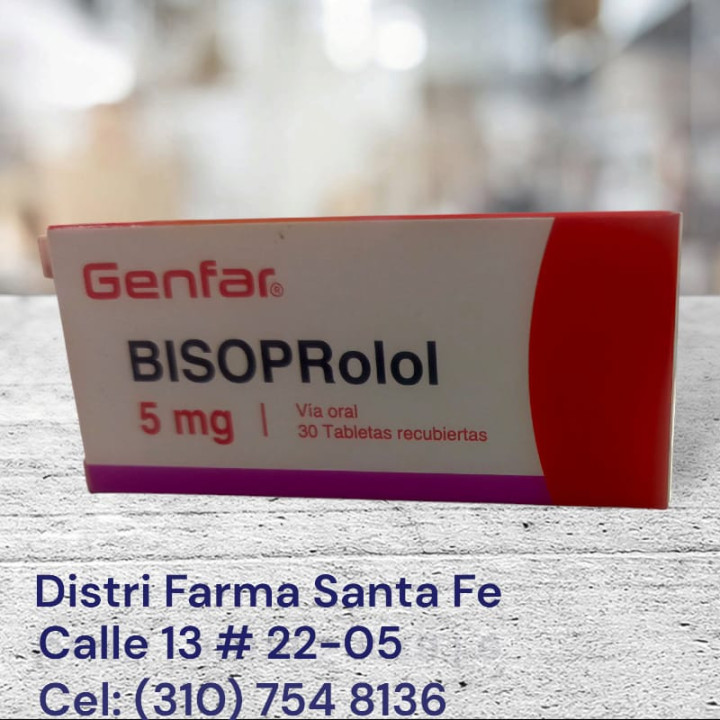 Genfar®
BISOPRolol
5 mg
Vía oral
30 Tabletas recubiertas
Distri Farma Santa Fe
Calle 13 # 22-05
Cel: (310) 754 8136